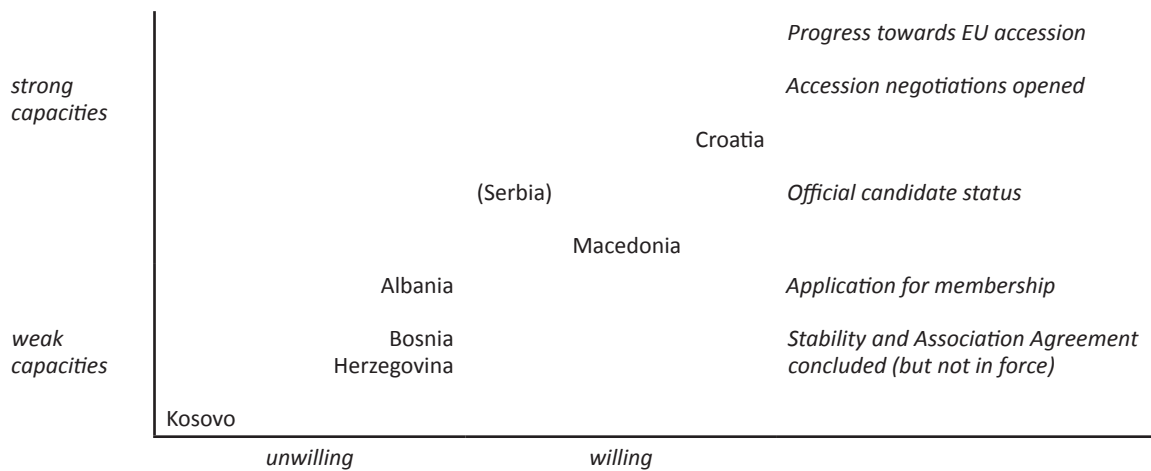 Progress towards EU accession
strong
capacities
Accession negotiations opened
Croatia
(Serbia)
Official candidate status
Macedonia
Albania
Application for membership
weak
capacities
Bosnia
Herzegovina
Stability and Association Agreement
concluded (but not in force)
Kosovo
unwilling
willing